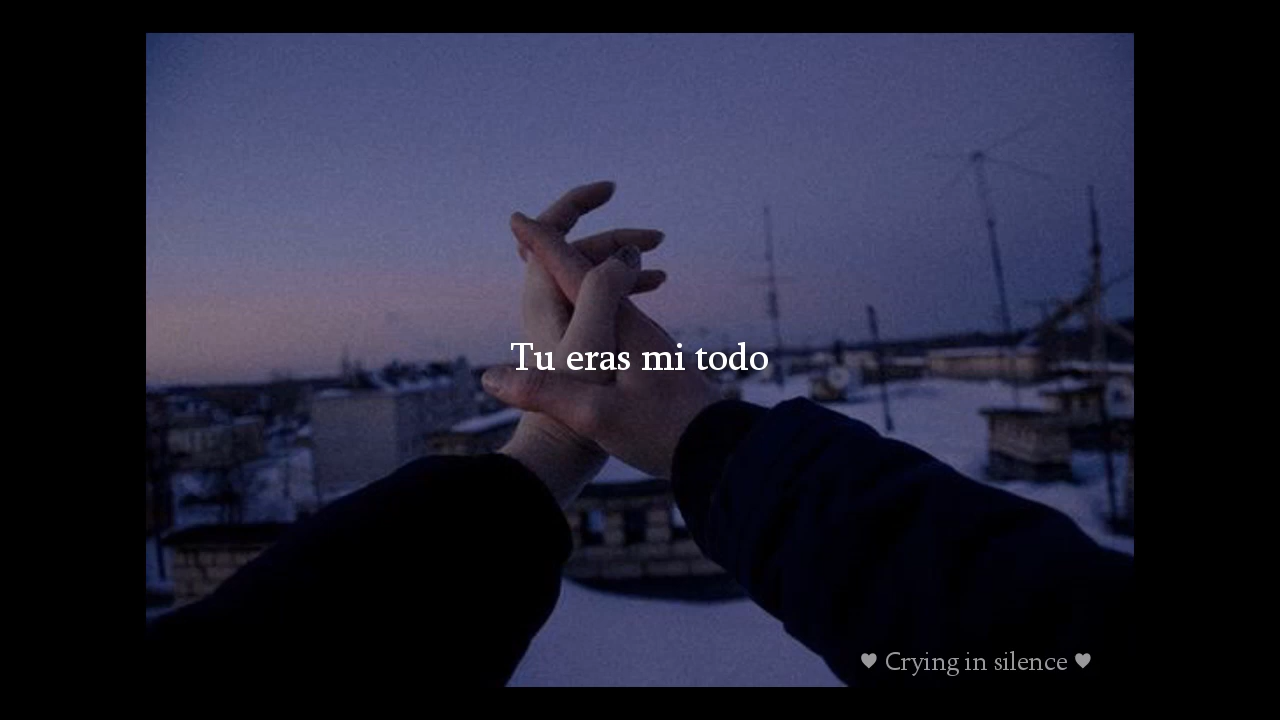 Tu eras mi todo
♥ Crying in silence ♥